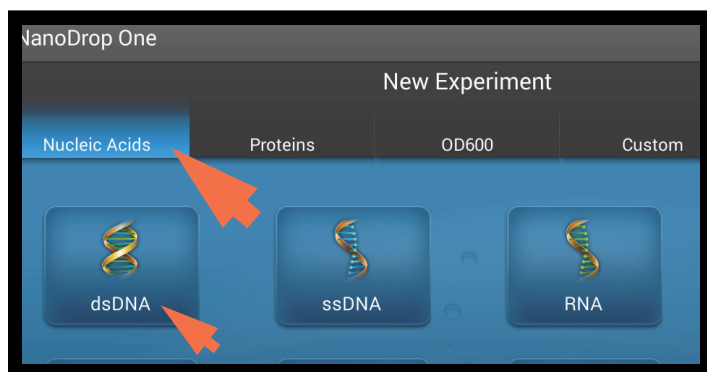 NanoDrop One
New Experiment
Nucleic Acids Proteins OD600 Custom
dsDNA ssDNA RNA